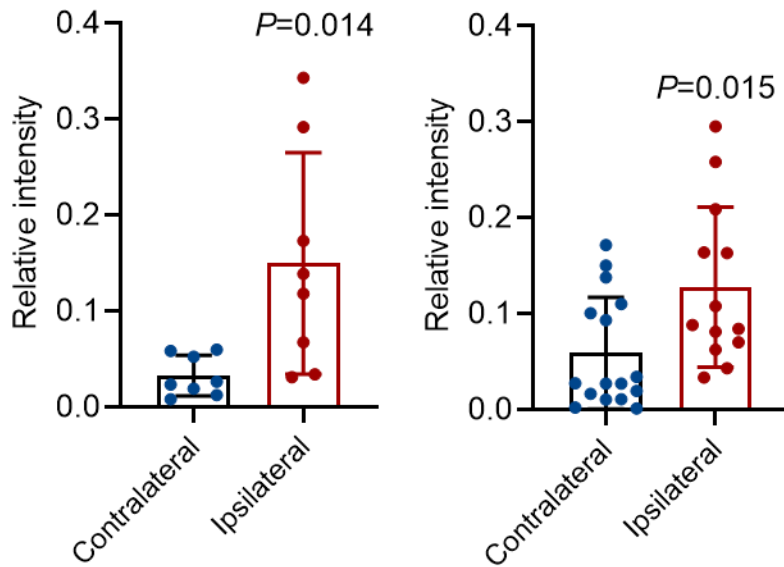 P=0.014
Relative intensity
0.4
0.3
0.2
0.1
0.0
Contralateral
Ipsilateral
P=0.015
Relative intensity
0.4
0.3
0.2
0.1
0.0
Contralateral
Ipsilateral